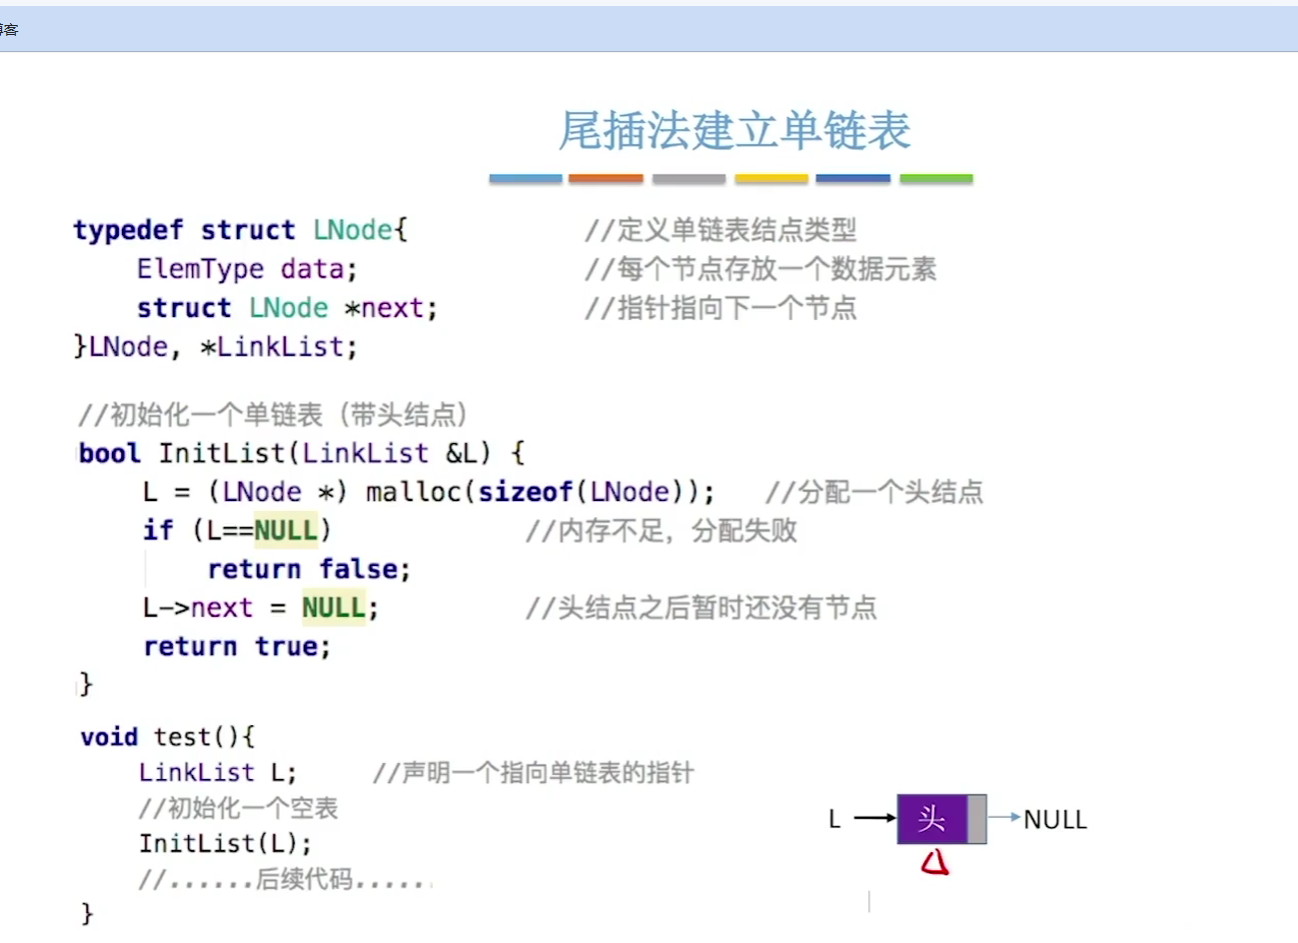 博客
尾插法建立单链表
typedef struct LNode{ //定义单链表结点类型
ElemType data; //每个节点存放一个数据元素
struct LNode *next; //指针指向下一个节点
}LNode, *LinkList;
//初始化一个单链表（带头结点）
bool InitList(LinkList &L) {
L = (LNode *) malloc(sizeof(LNode)); //分配一个头结点
if (L==NULL) //内存不足，分配失败
return false;
L->next = NULL; //头结点之后暂时还没有节点
return true;
}
void test(){
LinkList L; //声明一个指向单链表的指针
//初始化一个空表
InitList(L);
//......后续代码.....
}
L 头 NULL